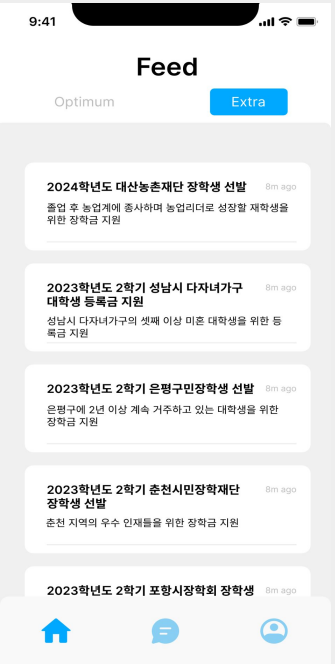 9:41
Feed
Optimum
Extra
2024학년도 대산농촌재단 장학생 선발
8m ago
졸업 후 농업계에 종사하며 농업리더로 성장할 재학생을
위한 장학금 지원
2023학년도 2학기 성남시 다자녀가구
8m ago
대학생 등록금 지원
성남시 다자녀가구의 셋째 이상 미혼 대학생을 위한 등
록금 지원
2023학년도 2학기 은평구민장학생 선발
8m ago
은평구에 2년 이상 계속 거주하고 있는 대학생을 위한
장학금 지원
2023학년도 2학기 춘천시민장학재단
8m ago
장학생 선발
춘천 지역의 우수 인재들을 위한 장학금 지원
2023학년도 2학기 포항시장학회 장학생
8m ago